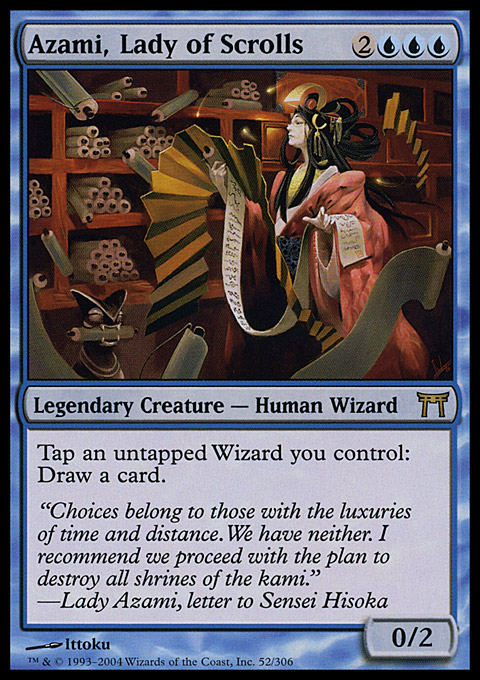 Azami, Lady of Scrolls 2
Legendary Creature — Human Wizard
Tap an untapped Wizard you control:
Draw a card.
“Choices belong to those with the luxuries
of time and distance. We have neither. I
recommend we proceed with the plan to
destroy all shrines of the kami.”
—Lady Azami, letter to Sensei Hisoka
Ittoku
0/2
™ & © 1993–2004 Wizards of the Coast, Inc. 52/306